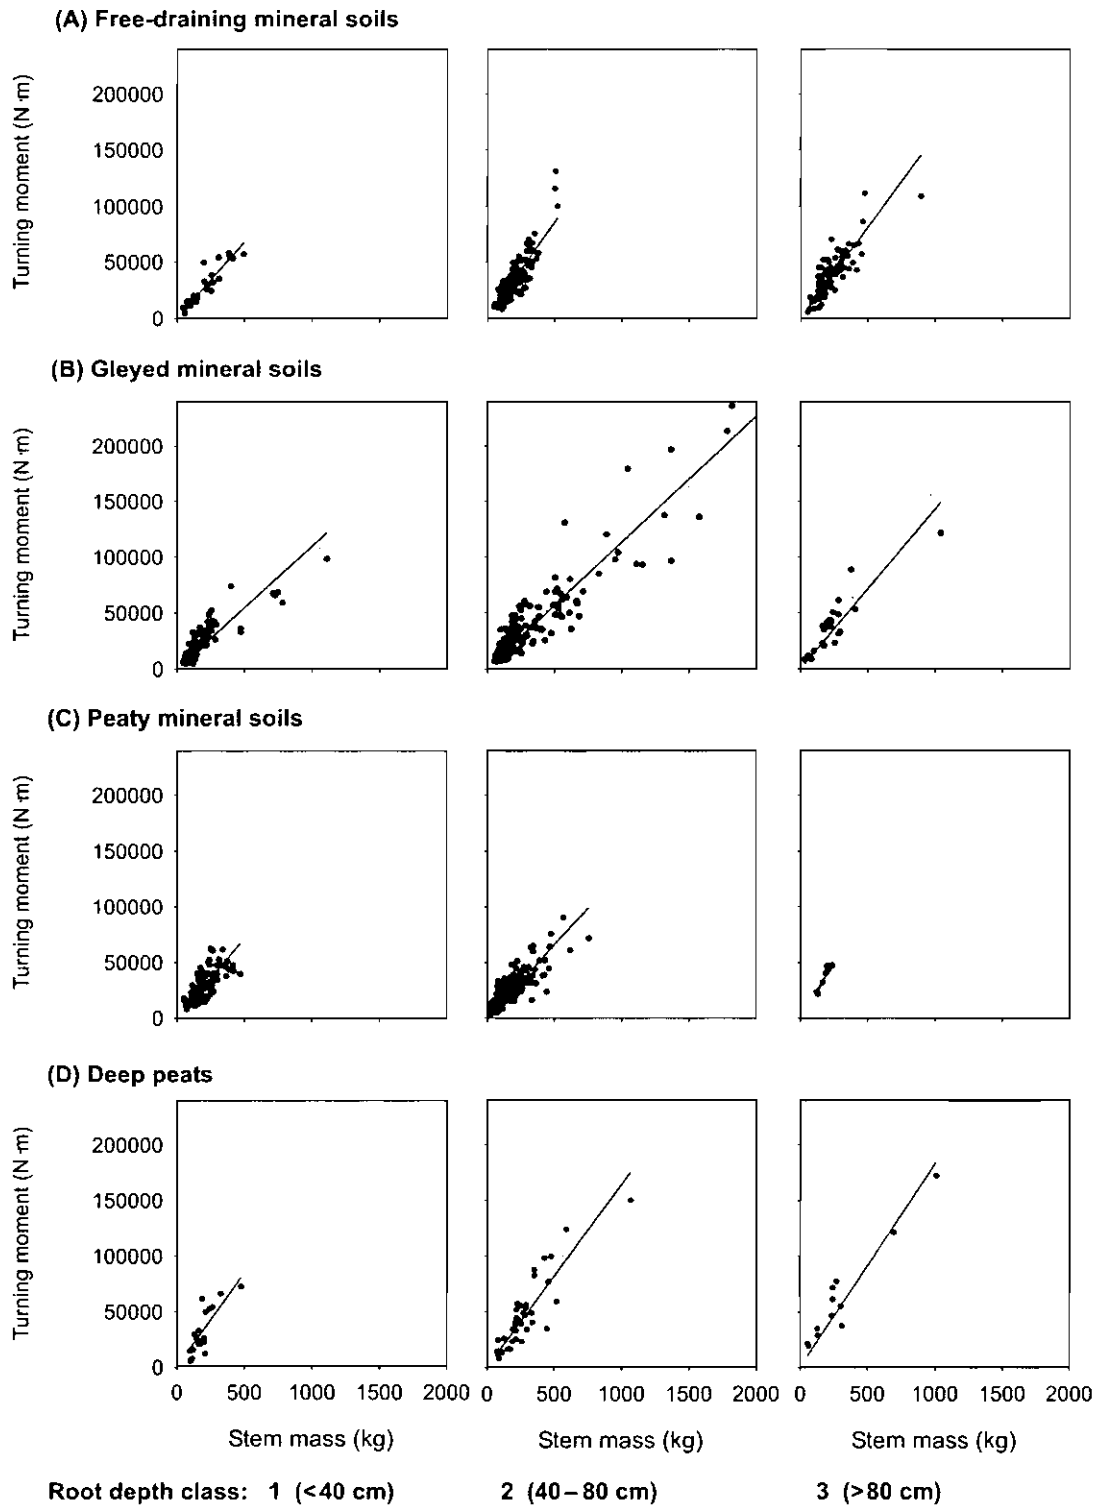 (A) Free-draining mineral soils
Turning moment (N·m)
200000
150000
100000
50000
0
(B) Gleyed mineral soils
Turning moment (N·m)
200000
150000
100000
50000
0
(C) Peaty mineral soils
Turning moment (N·m)
200000
150000
100000
50000
0
(D) Deep peats
Turning moment (N·m)
200000
150000
100000
50000
0
0 500 1000 1500 2000 0 500 1000 1500 2000 0 500 1000 1500 2000
Stem mass (kg) Stem mass (kg) Stem mass (kg)
Root depth class: 1 (<40 cm) 2 (40–80 cm) 3 (>80 cm)